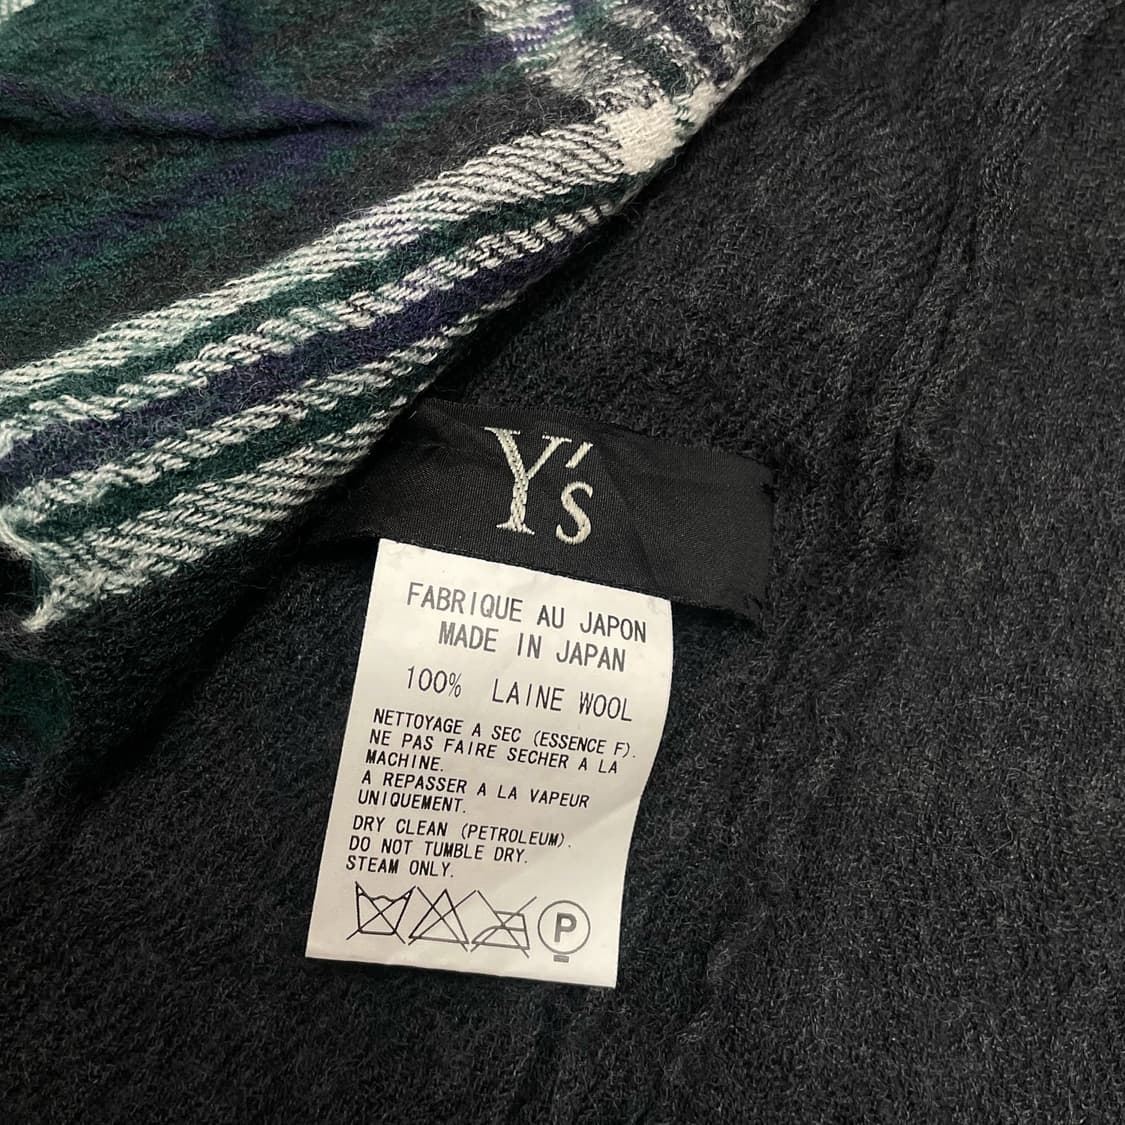 Y's
FABRIQUE AU JAPON
MADE IN JAPAN
100% LAINE WOOL
NETTOYAGE A SEC (ESSENCE F).
NE PAS FAIRE SECHER A LA
MACHINE.
A REPASSER A LA VAPEUR
UNIQUEMENT.
DRY CLEAN (PETROLEUM).
DO NOT TUMBLE DRY.
STEAM ONLY.
P